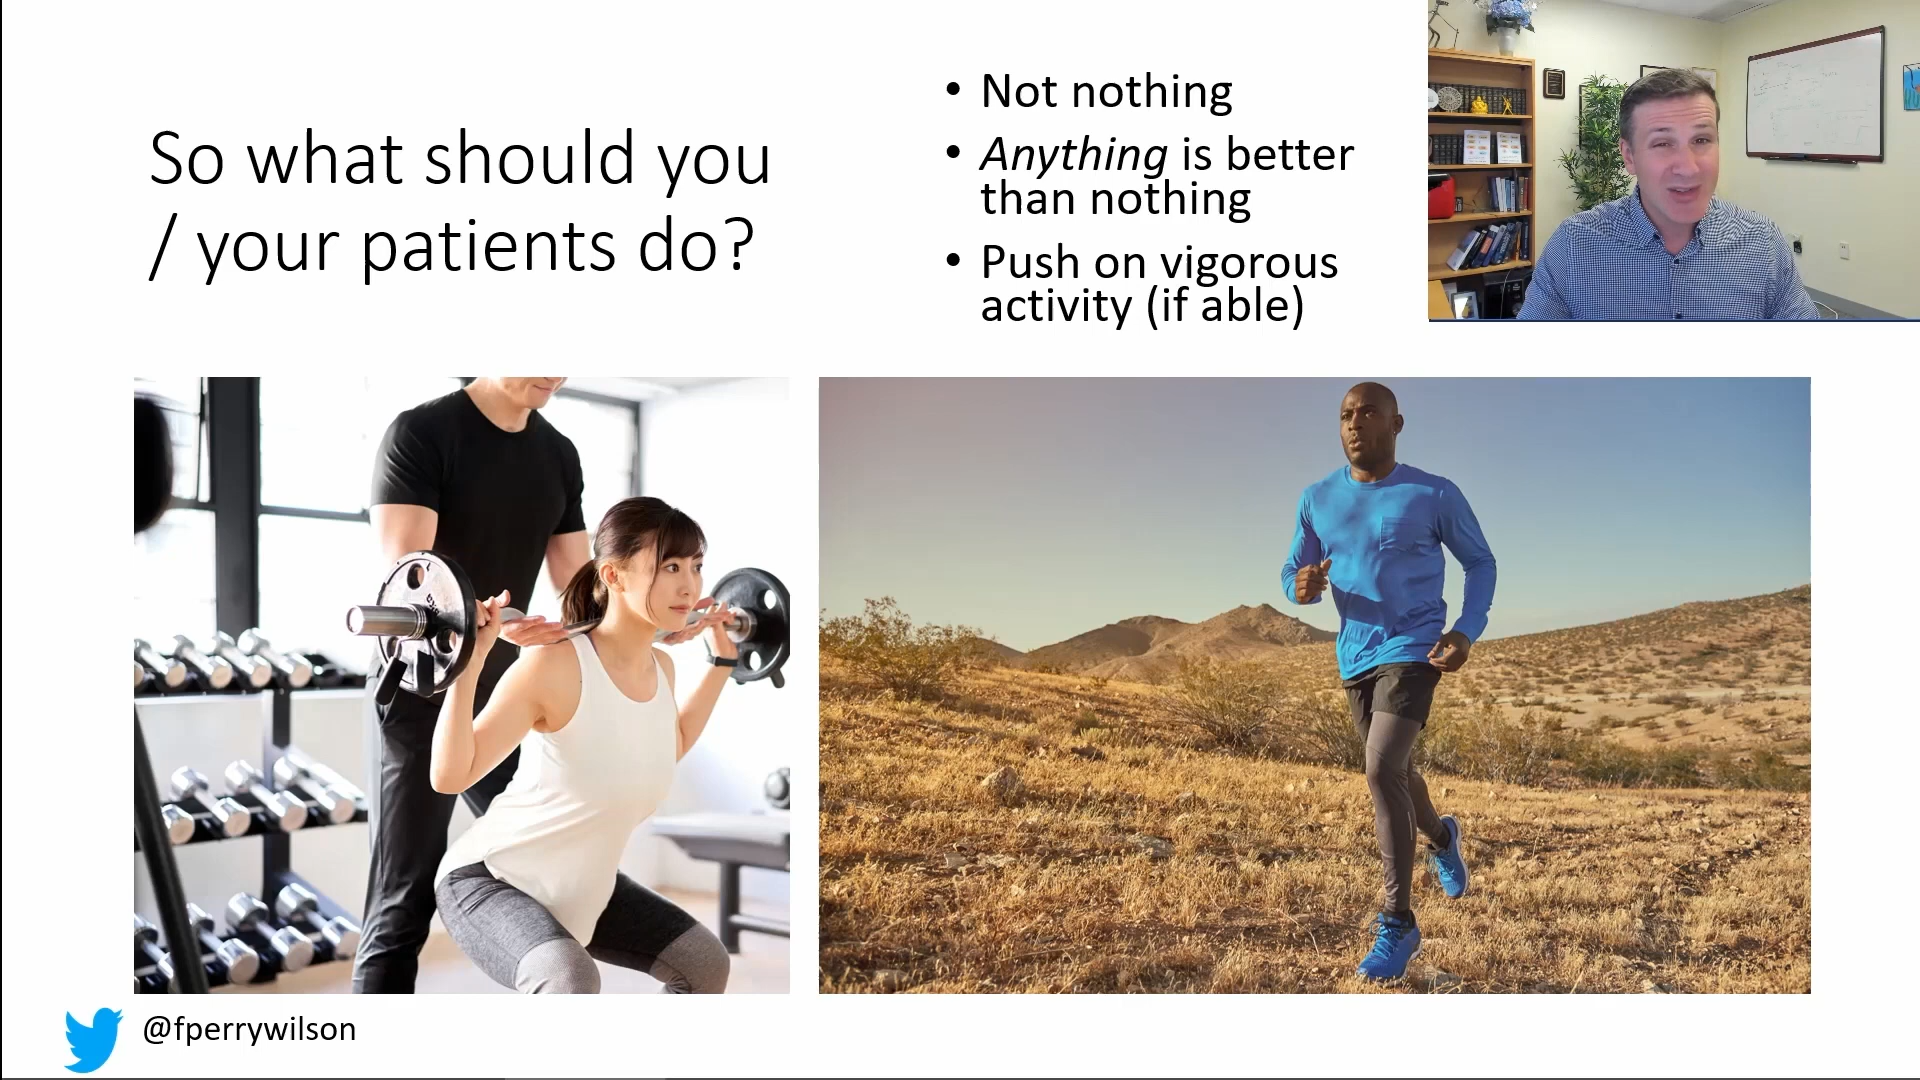 So what should you
/ your patients do?
• Not nothing
• Anything is better
than nothing
• Push on vigorous
activity (if able)
@fperrywilson